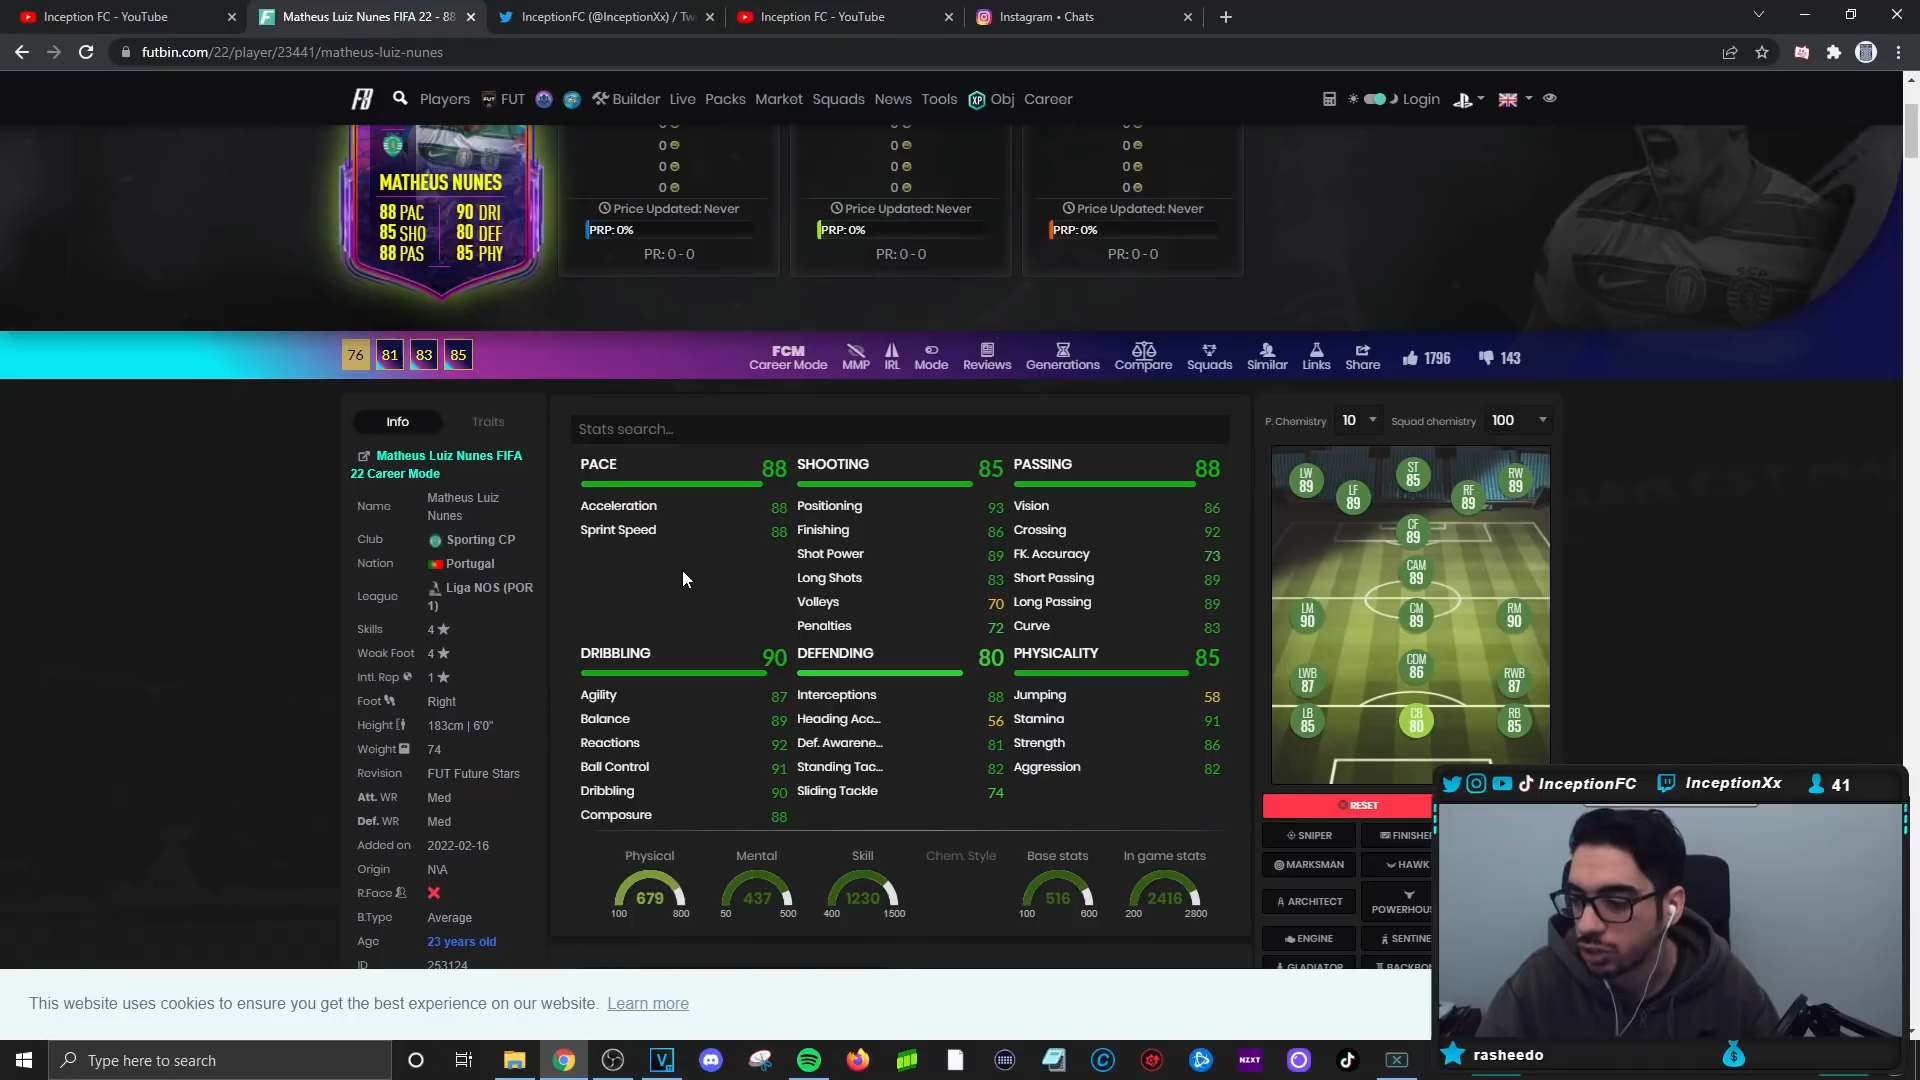 Inception FC - YouTube
Matheus Luiz Nunes FIFA 22 - 88
InceptionFC (@InceptionXx) / Tw
Inception FC - YouTube
Instagram • Chats
futbin.com/22/player/23441/matheus-luiz-nunes
Players FUT Builder Live Packs Market Squads News Tools XP Obj Career Login
0 0 0
0 0 0
0 0 0
MATHEUS NUNES
88 PAC 90 DRI
85 SHO 80 DEF
88 PAS 85 PHY
Price Updated: Never Price Updated: Never Price Updated: Never
PRP: 0% PRP: 0% PRP: 0%
PR: 0 - 0 PR: 0 - 0 PR: 0 - 0
76 81 83 85
FCM
Career Mode MMP IRL Mode Reviews Generations Compare Squads Similar Links Share 1796 143
Info Traits
Matheus Luiz Nunes FIFA
22 Career Mode
Name Matheus Luiz
Nunes
Club Sporting CP
Nation Portugal
League Liga NOS (POR
1)
Skills 4
Weak Foot 4
Intl. Rep 1
Foot Right
Height 183cm | 6'0"
Weight 74
Revision FUT Future Stars
Att. WR Med
Def. WR Med
Added on 2022-02-16
Origin N\A
R.Face
B.Type Average
Age 23 years old
ID 253124
Stats search...
PACE 88
Acceleration 88
Sprint Speed 88
SHOOTING 85
Positioning 93
Finishing 86
Shot Power 89
Long Shots 83
Volleys 70
Penalties 72
PASSING 88
Vision 86
Crossing 92
FK. Accuracy 73
Short Passing 89
Long Passing 89
Curve 83
DRIBBLING 90
Agility 87
Balance 89
Reactions 92
Ball Control 91
Dribbling 90
Composure 88
DEFENDING 80
Interceptions 88
Heading Acc... 56
Def. Awarene... 81
Standing Tac... 82
Sliding Tackle 74
PHYSICALITY 85
Jumping 58
Stamina 91
Strength 86
Aggression 82
Physical Mental Skill Chem. Style Base stats In game stats
679 437 1230 516 2416
100 800 50 500 400 1500 100 600 200 2800
P. Chemistry 10 Squad chemistry 100
LW 89
ST 85
RW 89
LF 89
RF 89
CF 89
CAM 89
LM 90
CM 89
RM 90
CDM 86
LWB 87
RWB 87
LB 85
CB 80
RB 85
RESET
SNIPER FINISHE
MARKSMAN HAWK
ARCHITECT POWERHOU
ENGINE SENTINE
GLADIATOR BACKBO
InceptionFC InceptionXx 41
rasheedo
This website uses cookies to ensure you get the best experience on our website. Learn more
Type here to search
NZXT